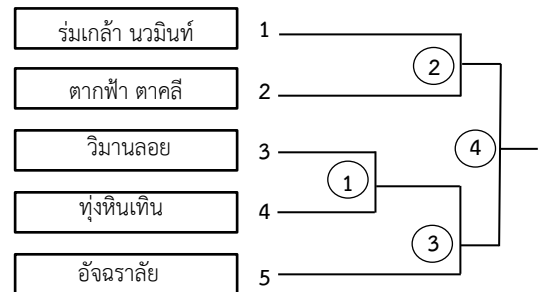 ร่มเกล้า นวมินท์ 1
ตากฟ้า ตาคลี 2
วิมานลอย 3
ทุ่งหินเทิน 4
อัจฉราลัย 5
2
1
4
3